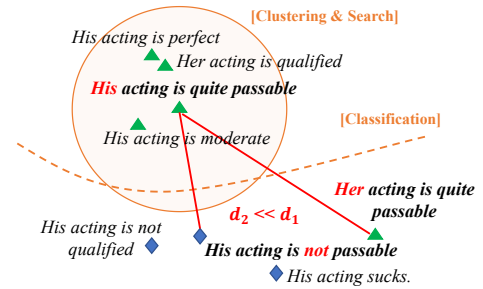 [Clustering & Search]
His acting is perfect
Her acting is qualified
His acting is quite passable
[Classification]
His acting is moderate
Her acting is quite
passable
d₂ << d₁
His acting is not
qualified
His acting is not passable
His acting sucks.